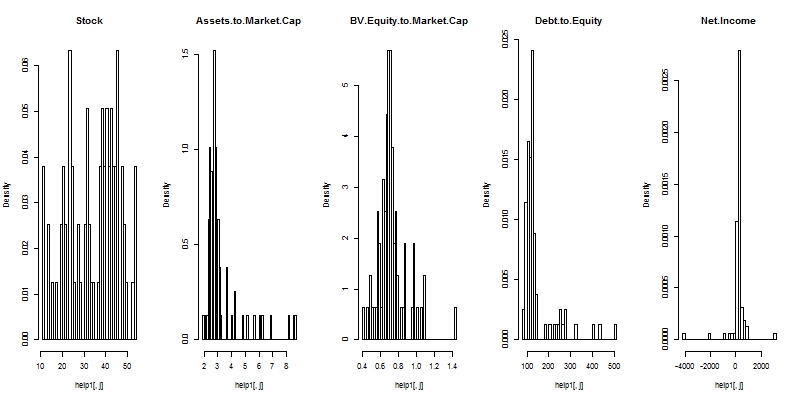 Stock
Assets.to.Market.Cap
BV.Equity.to.Market.Cap
Debt.to.Equity
Net.Income
Density
0.00
0.01
0.02
0.03
0.04
0.05
0.06
10 20 30 40 50
help1[, j]
Density
0.0
0.5
1.0
1.5
2 3 4 5 6 7 8
help1[, j]
Density
0
1
2
3
4
5
0.4 0.6 0.8 1.0 1.2 1.4
help1[, j]
Density
0.000
0.005
0.010
0.015
0.020
0.025
100 200 300 400 500
help1[, j]
Density
0.0000
0.0005
0.0010
0.0015
0.0020
0.0025
-4000 -2000 0 2000
help1[, j]